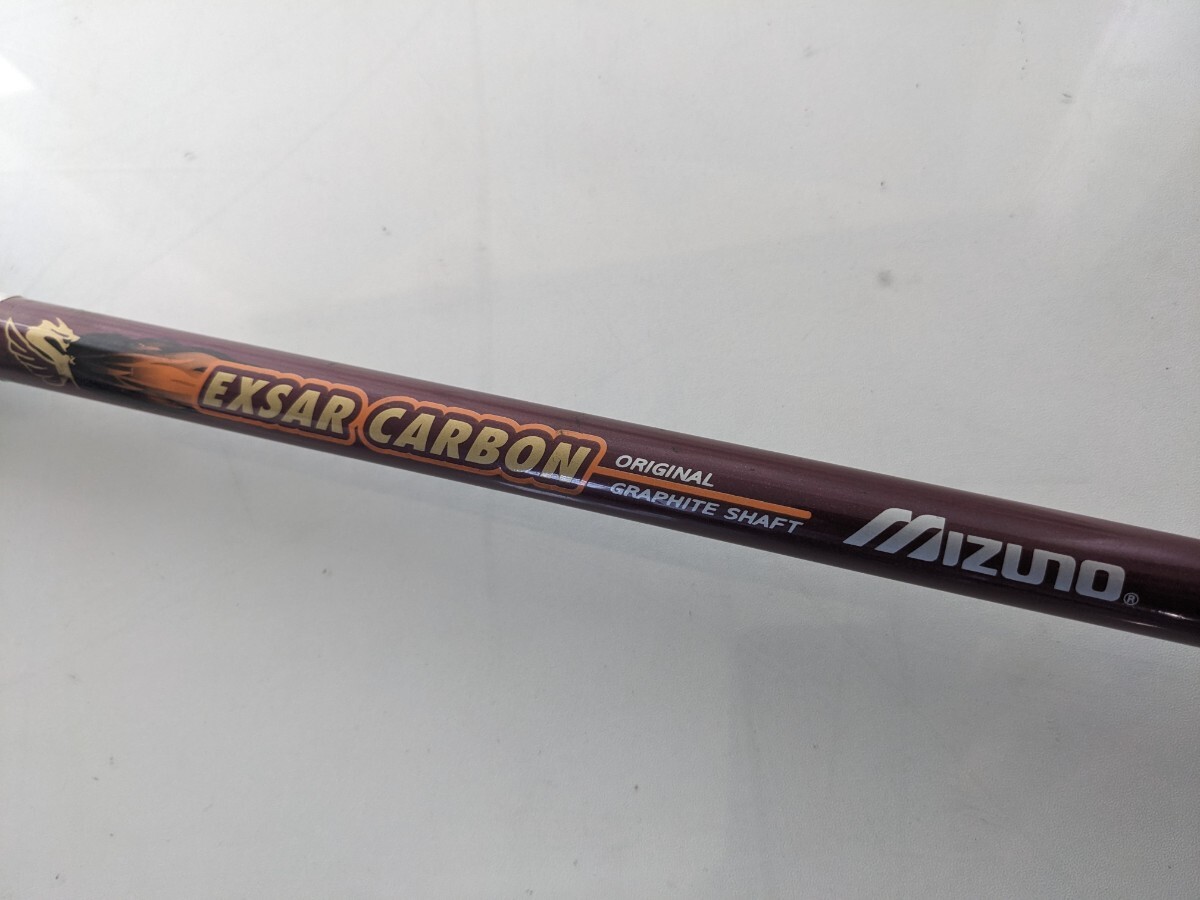 EXSAR CARBON
ORIGINAL
GRAPHITE SHAFT
MIZUNO®